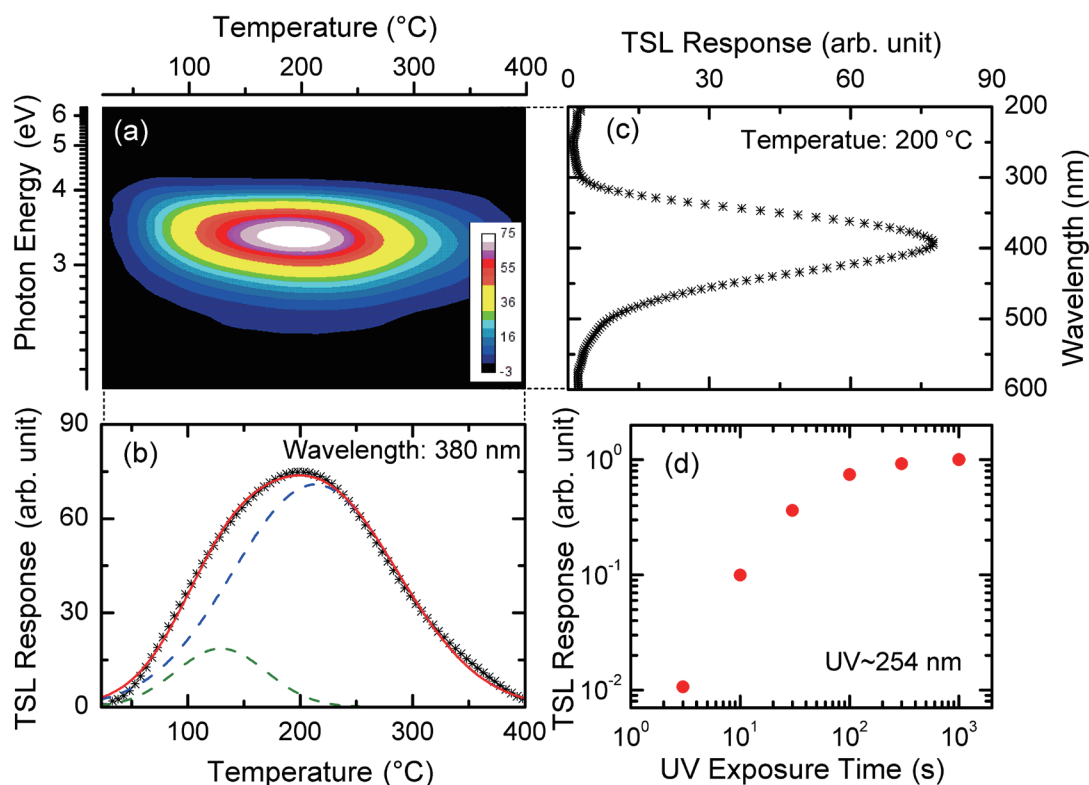 Temperature (°C)
100 200 300 400
Photon Energy (eV)
6
5
4
3
(a)
75
55
36
16
-3
TSL Response (arb. unit)
0 30 60 90
(c)
Temperatue: 200 °C
200
300
400
500
600
Wavelength (nm)
TSL Response (arb. unit)
90
60
30
0
(b)
Wavelength: 380 nm
100 200 300 400
Temperature (°C)
TSL Response (arb. unit)
10⁰
10⁻¹
10⁻²
(d)
UV~254 nm
10⁰ 10¹ 10² 10³
UV Exposure Time (s)